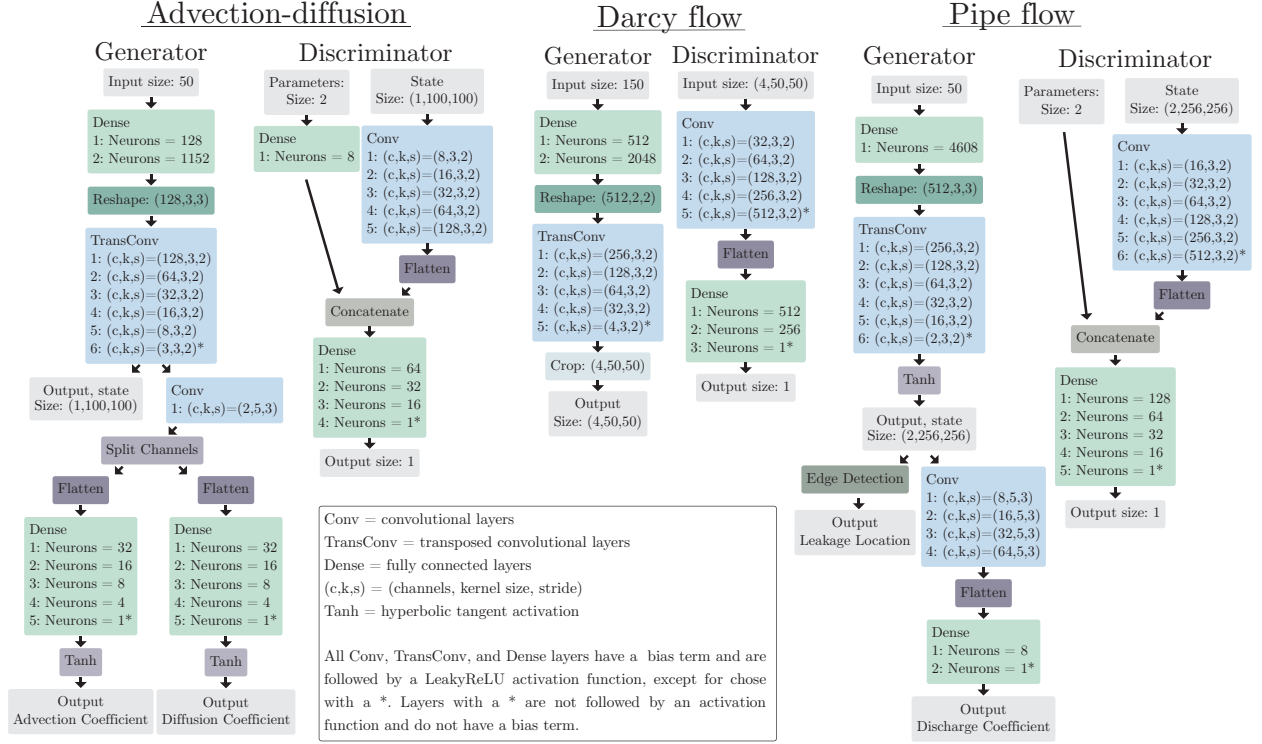 Advection-diffusion
Generator
Input size: 50
Dense
1: Neurons = 128
2: Neurons = 1152
Reshape: (128,3,3)
TransConv
1: (c,k,s)=(128,3,2)
2: (c,k,s)=(64,3,2)
3: (c,k,s)=(32,3,2)
4: (c,k,s)=(16,3,2)
5: (c,k,s)=(8,3,2)
6: (c,k,s)=(3,3,2)*
Output, state
Size: (1,100,100)
Conv
1: (c,k,s)=(2,5,3)
Split Channels
Flatten
Dense
1: Neurons = 32
2: Neurons = 16
3: Neurons = 8
4: Neurons = 4
5: Neurons = 1*
Tanh
Output
Advection Coefficient
Flatten
Dense
1: Neurons = 32
2: Neurons = 16
3: Neurons = 8
4: Neurons = 4
5: Neurons = 1*
Tanh
Output
Diffusion Coefficient
Discriminator
Parameters:
Size: 2
Dense
1: Neurons = 8
State
Size: (1,100,100)
Conv
1: (c,k,s)=(8,3,2)
2: (c,k,s)=(16,3,2)
3: (c,k,s)=(32,3,2)
4: (c,k,s)=(64,3,2)
5: (c,k,s)=(128,3,2)
Flatten
Concatenate
Dense
1: Neurons = 64
2: Neurons = 32
3: Neurons = 16
4: Neurons = 1*
Output size: 1
Darcy flow
Generator
Input size: 150
Dense
1: Neurons = 512
2: Neurons = 2048
Reshape: (512,2,2)
TransConv
1: (c,k,s)=(256,3,2)
2: (c,k,s)=(128,3,2)
3: (c,k,s)=(64,3,2)
4: (c,k,s)=(32,3,2)
5: (c,k,s)=(4,3,2)*
Crop: (4,50,50)
Output
Size: (4,50,50)
Discriminator
Input size: (4,50,50)
Conv
1: (c,k,s)=(32,3,2)
2: (c,k,s)=(64,3,2)
3: (c,k,s)=(128,3,2)
4: (c,k,s)=(256,3,2)
5: (c,k,s)=(512,3,2)*
Flatten
Dense
1: Neurons = 512
2: Neurons = 256
3: Neurons = 1*
Output size: 1
Pipe flow
Generator
Input size: 50
Dense
1: Neurons = 4608
Reshape: (512,3,3)
TransConv
1: (c,k,s)=(256,3,2)
2: (c,k,s)=(128,3,2)
3: (c,k,s)=(64,3,2)
4: (c,k,s)=(32,3,2)
5: (c,k,s)=(16,3,2)
6: (c,k,s)=(2,3,2)*
Tanh
Output, state
Size: (2,256,256)
Edge Detection
Output
Leakage Location
Conv
1: (c,k,s)=(8,5,3)
2: (c,k,s)=(16,5,3)
3: (c,k,s)=(32,5,3)
4: (c,k,s)=(64,5,3)
Flatten
Dense
1: Neurons = 8
2: Neurons = 1*
Output
Discharge Coefficient
Discriminator
Parameters:
Size: 2
State
Size: (2,256,256)
Conv
1: (c,k,s)=(16,3,2)
2: (c,k,s)=(32,3,2)
3: (c,k,s)=(64,3,2)
4: (c,k,s)=(128,3,2)
5: (c,k,s)=(256,3,2)
6: (c,k,s)=(512,3,2)*
Flatten
Concatenate
Dense
1: Neurons = 128
2: Neurons = 64
3: Neurons = 32
4: Neurons = 16
5: Neurons = 1*
Output size: 1
Conv = convolutional layers
TransConv = transposed convolutional layers
Dense = fully connected layers
(c,k,s) = (channels, kernel size, stride)
Tanh = hyperbolic tangent activation
All Conv, TransConv, and Dense layers have a bias term and are
followed by a LeakyReLU activation function, except for chose
with a *. Layers with a * are not followed by an activation
function and do not have a bias term.